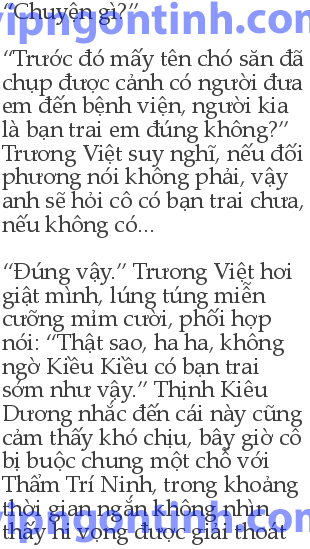 “Chuyện gì?”
vipngontinh.com
“Trước đó mấy tên chó săn đã
chụp được cảnh có người đưa
em đến bệnh viện, người kia
là bạn trai em đúng không?”
Trương Việt suy nghĩ, nếu đối
phương nói không phải, vậy
anh sẽ hỏi cô có bạn trai chưa,
nếu không có...
“Đúng vậy.” Trương Việt hơi
giật mình, lúng túng miễn
cưỡng mỉm cười, phối hợp
nói: “Thật sao, ha ha, không
ngờ Kiều Kiều có bạn trai
sớm như vậy.” Thịnh Kiêu
Dương nhắc đến cái này cũng
cảm thấy khó chịu, bây giờ cô
bị buộc chung một chỗ với
Thẩm Trí Ninh, trong khoảng
thời gian ngắn không nhìn
thấy hi vọng được giải thoát
vipngontinh.com